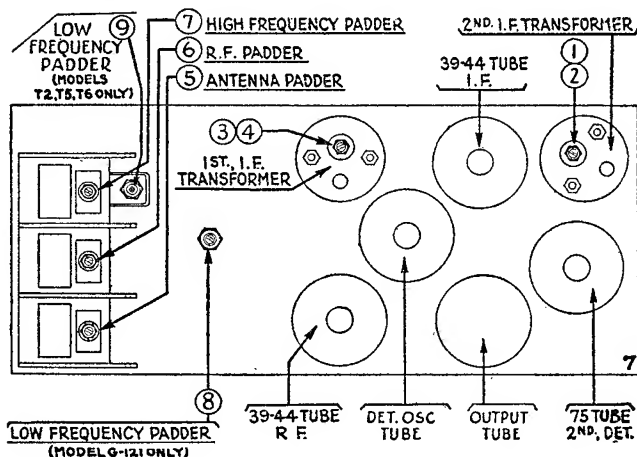 LOW
FREQUENCY
PADDER
(MODELS
T2,T5,T6 ONLY)
9
7 HIGH FREQUENCY PADDER
6 R.F. PADDER
5 ANTENNA PADDER
2ND. I.F. TRANSFORMER
39-44 TUBE
I.F.
1
2
3 4
1ST., I.F.
TRANSFORMER
7
8
LOW FREQUENCY PADDER
(MODEL G-121 ONLY)
39-44 TUBE
R F.
DET. OSC
TUBE
OUTPUT
TUBE
75 TUBE
2ND, DET.